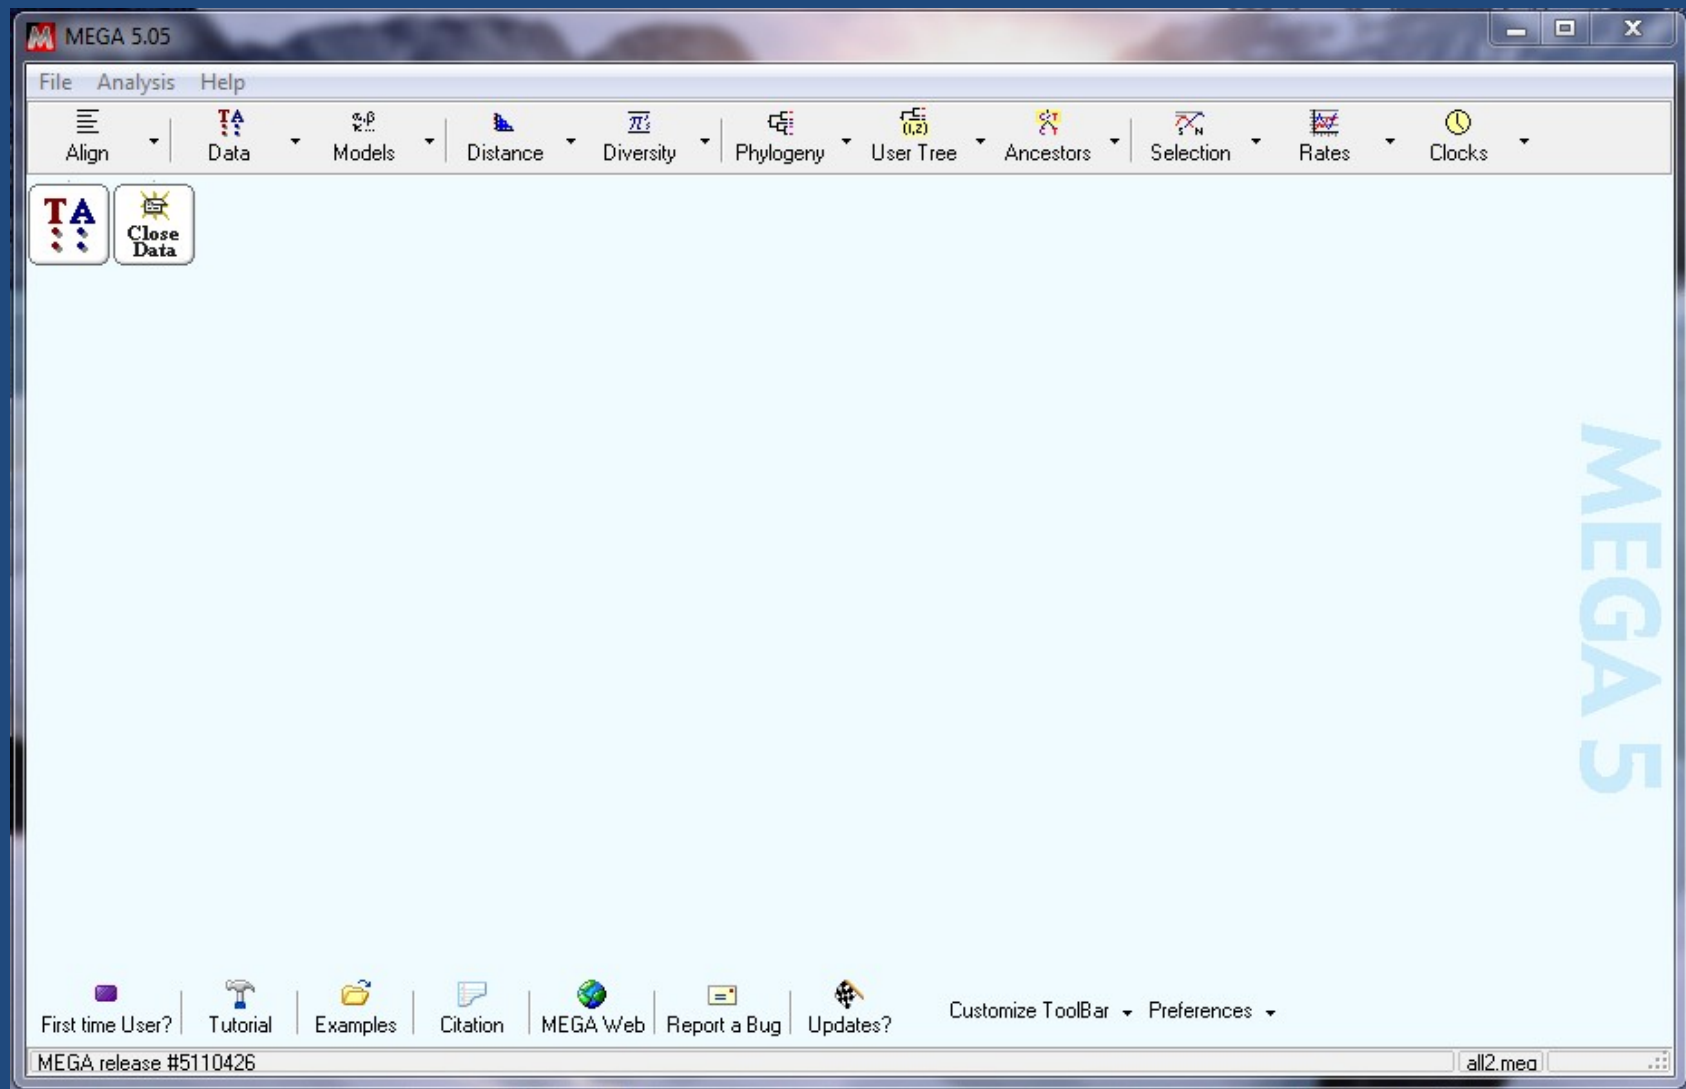 MEGA 5.05
File Analysis Help
Align Data Models Distance Diversity Phylogeny User Tree Ancestors Selection Rates Clocks
TA
Close
Data
MEGA 5
First time User? Tutorial Examples Citation MEGA Web Report a Bug Updates? Customize ToolBar Preferences
MEGA release #5110426 all2.meg